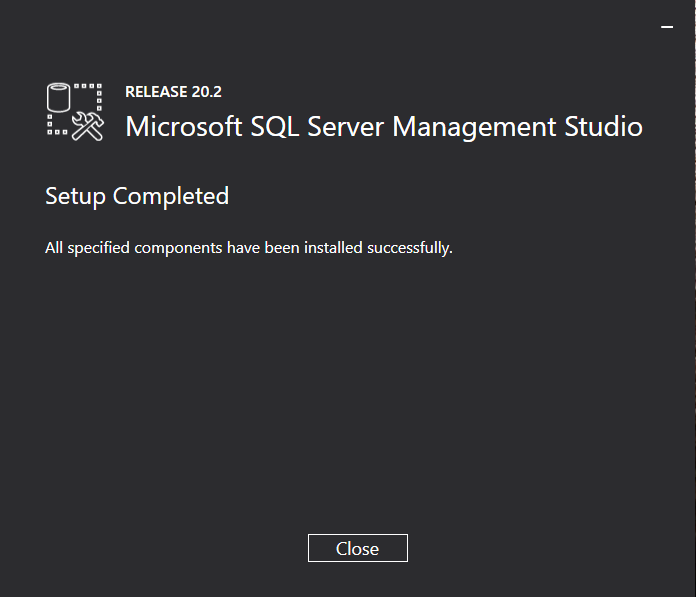 RELEASE 20.2
Microsoft SQL Server Management Studio
Setup Completed
All specified components have been installed successfully.
Close